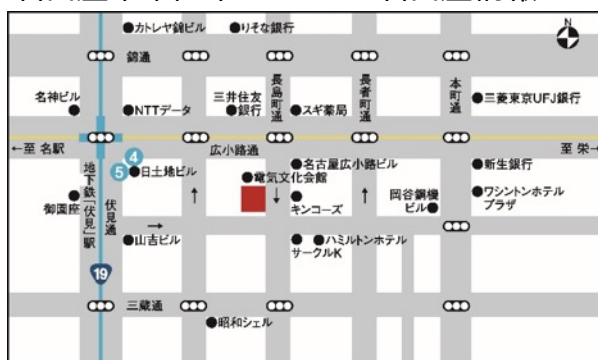 カトレヤ錦ビル
りそな銀行
N
錦通
名神ビル
NTTデータ
三井住友
銀行
長島町通
スギ薬局
長者町通
本町通
三菱東京UFJ銀行
←至 名駅
広小路通
至 栄→
4
5
日土地ビル
電気文化会館
名古屋広小路ビル
新生銀行
地下鉄「伏見」駅
伏見通
御園座
キンコーズ
岡谷鋼機
ビル
ワシントンホテル
プラザ
山吉ビル
ハミルトンホテル
サークルK
19
三蔵通
昭和シェル